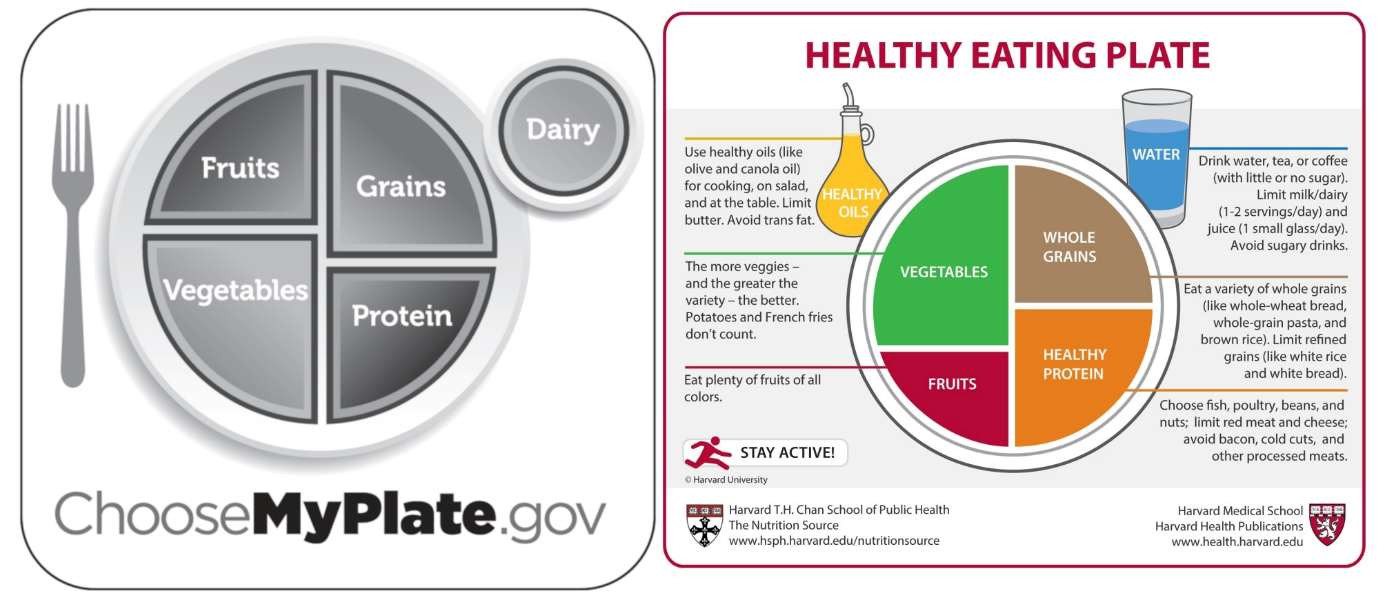 Fruits
Grains
Dairy
Vegetables
Protein
ChooseMyPlate.gov
HEALTHY EATING PLATE
Use healthy oils (like
olive and canola oil)
for cooking, on salad,
and at the table. Limit
butter. Avoid trans fat.
HEALTHY
OILS
WATER
Drink water, tea, or coffee
(with little or no sugar).
Limit milk/dairy
(1-2 servings/day) and
juice (1 small glass/day).
Avoid sugary drinks.
The more veggies –
and the greater the
variety – the better.
Potatoes and French fries
don't count.
VEGETABLES
WHOLE
GRAINS
Eat a variety of whole grains
(like whole-wheat bread,
whole-grain pasta, and
brown rice). Limit refined
grains (like white rice
and white bread).
Eat plenty of fruits of all
colors.
FRUITS
HEALTHY
PROTEIN
Choose fish, poultry, beans, and
nuts; limit red meat and cheese;
avoid bacon, cold cuts, and
other processed meats.
STAY ACTIVE!
© Harvard University
Harvard T.H. Chan School of Public Health
The Nutrition Source
www.hsph.harvard.edu/nutritionsource
Harvard Medical School
Harvard Health Publications
www.health.harvard.edu